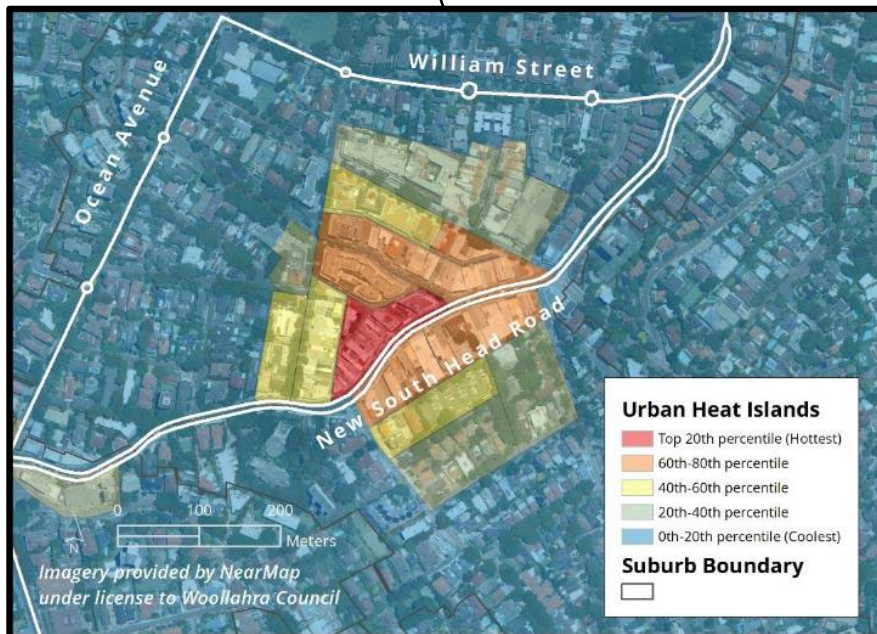 William Street
Ocean Avenue
New South Head Road
0 100 200
Meters
N
Imagery provided by NearMap
under license to Woollahra Council
Urban Heat Islands
Top 20th percentile (Hottest)
60th-80th percentile
40th-60th percentile
20th-40th percentile
0th-20th percentile (Coolest)
Suburb Boundary